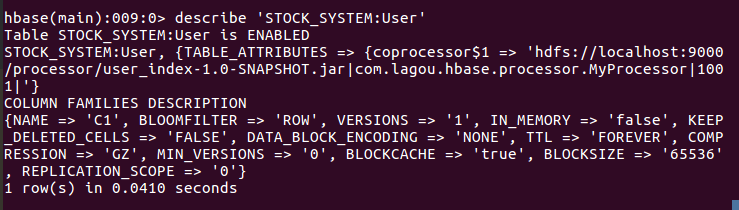 hbase(main):009:0> describe 'STOCK_SYSTEM:User'
Table STOCK_SYSTEM:User is ENABLED
STOCK_SYSTEM:User, {TABLE_ATTRIBUTES => {coprocessor$1 => 'hdfs://localhost:9000
/processor/user_index-1.0-SNAPSHOT.jar|com.lagou.hbase.processor.MyProcessor|100
1|'}
COLUMN FAMILIES DESCRIPTION
{NAME => 'C1', BLOOMFILTER => 'ROW', VERSIONS => '1', IN_MEMORY => 'false', KEEP
_DELETED_CELLS => 'FALSE', DATA_BLOCK_ENCODING => 'NONE', TTL => 'FOREVER', COMP
RESSION => 'GZ', MIN_VERSIONS => '0', BLOCKCACHE => 'true', BLOCKSIZE => '65536'
, REPLICATION_SCOPE => '0'}
1 row(s) in 0.0410 seconds